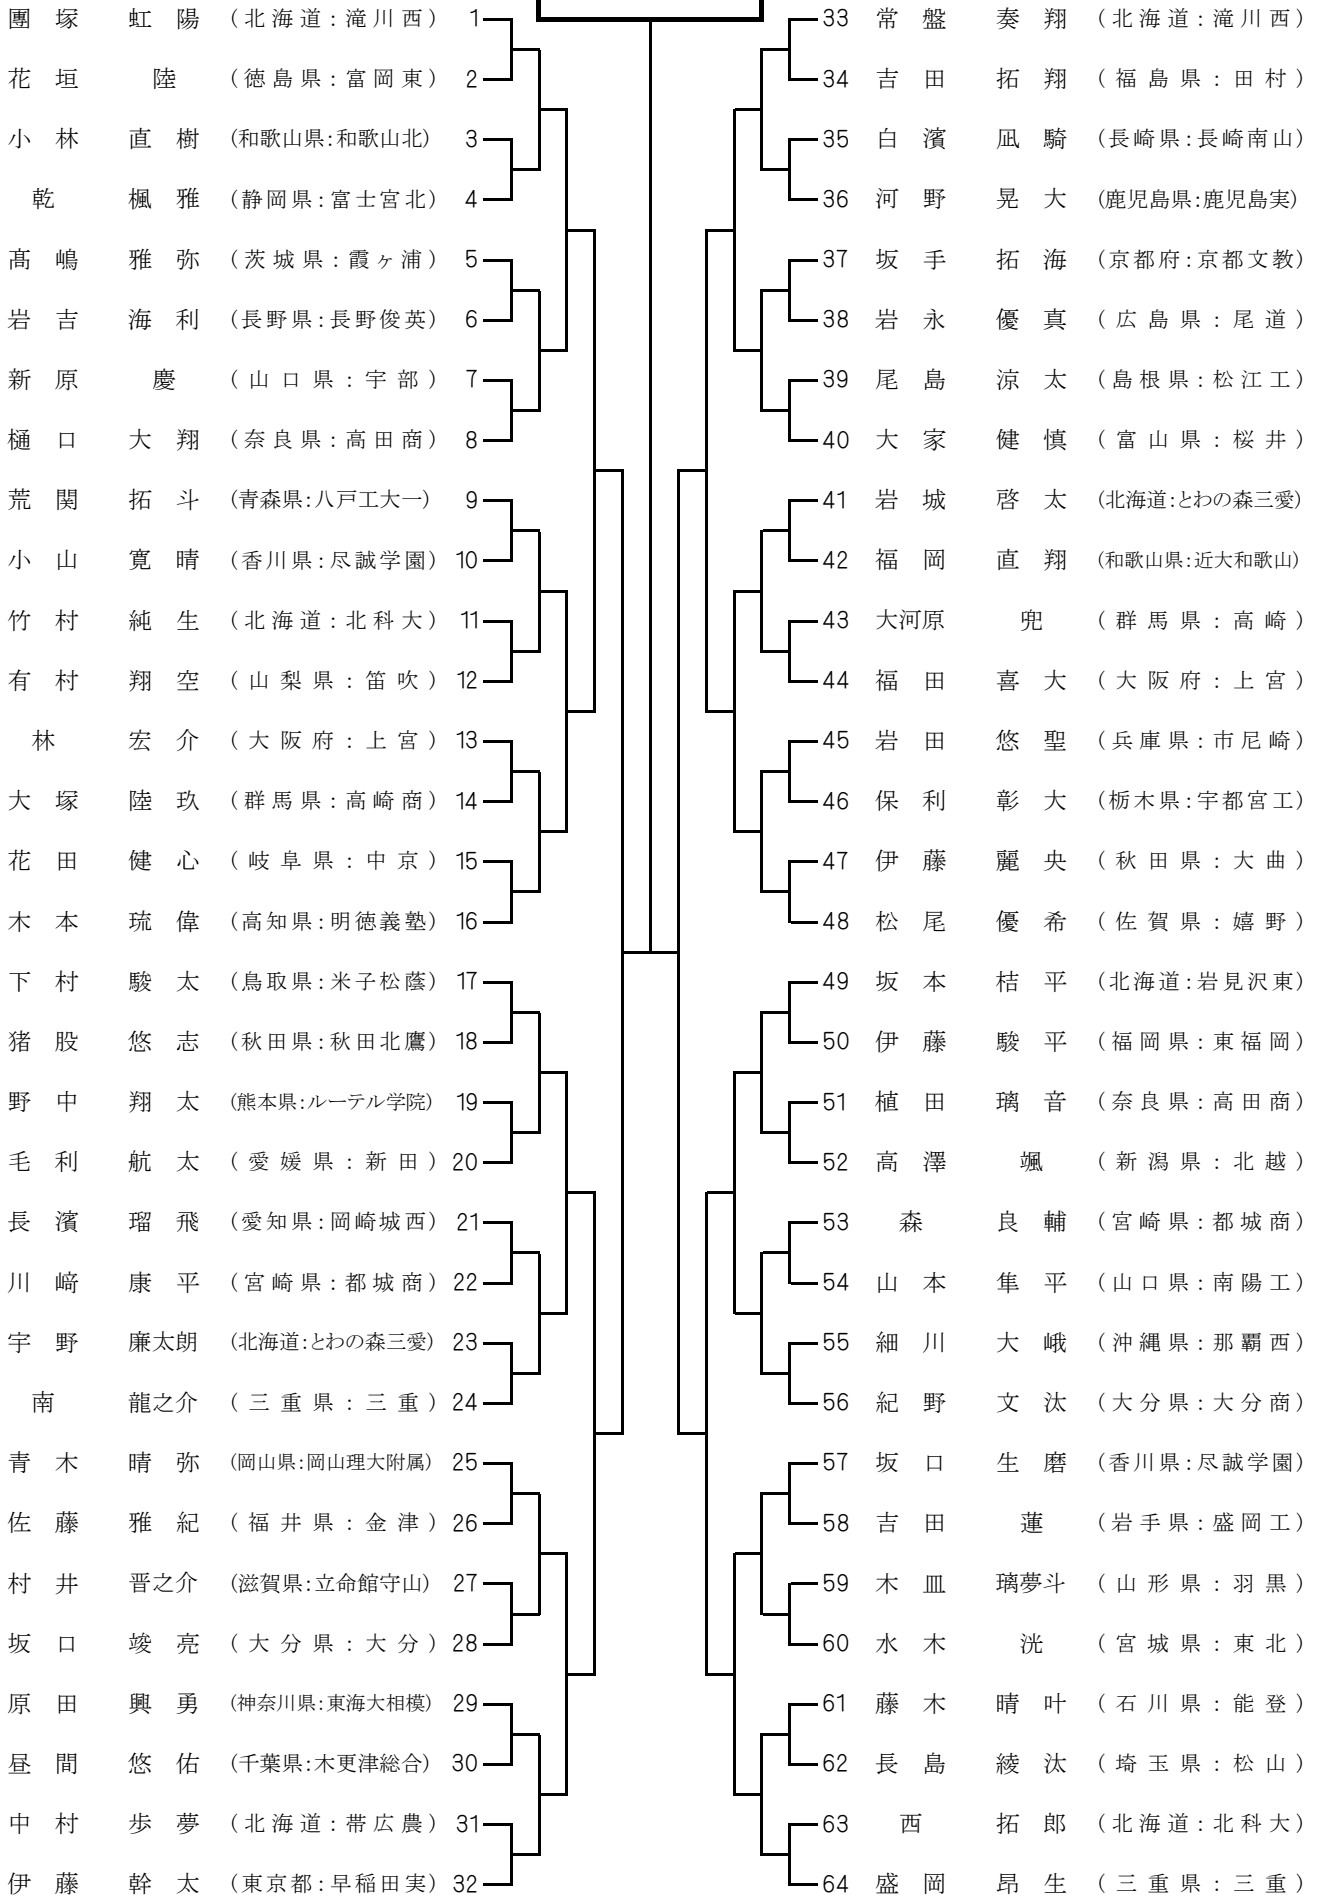 團塚 虹陽 (北海道:滝川西) 1
花垣 陸 (徳島県:富岡東) 2
小林 直樹 (和歌山県:和歌山北) 3
乾 楓雅 (静岡県:富士宮北) 4
髙嶋 雅弥 (茨城県:霞ヶ浦) 5
岩吉 海利 (長野県:長野俊英) 6
新原 慶 (山口県:宇部) 7
樋口 大翔 (奈良県:高田商) 8
荒関 拓斗 (青森県:八戸工大一) 9
小山 寛晴 (香川県:尽誠学園) 10
竹村 純生 (北海道:北科大) 11
有村 翔空 (山梨県:笛吹) 12
林 宏介 (大阪府:上宮) 13
大塚 陸玖 (群馬県:高崎商) 14
花田 健心 (岐阜県:中京) 15
木本 琉偉 (高知県:明徳義塾) 16
下村 駿太 (鳥取県:米子松蔭) 17
猪股 悠志 (秋田県:秋田北鷹) 18
野中 翔太 (熊本県:ルーテル学院) 19
毛利 航太 (愛媛県:新田) 20
長濱 瑠飛 (愛知県:岡崎城西) 21
川﨑 康平 (宮崎県:都城商) 22
宇野 廉太朗 (北海道:とわの森三愛) 23
南 龍之介 (三重県:三重) 24
青木 晴弥 (岡山県:岡山理大附属) 25
佐藤 雅紀 (福井県:金津) 26
村井 晋之介 (滋賀県:立命館守山) 27
坂口 竣亮 (大分県:大分) 28
原田 興勇 (神奈川県:東海大相模) 29
昼間 悠佑 (千葉県:木更津総合) 30
中村 歩夢 (北海道:帯広農) 31
伊藤 幹太 (東京都:早稲田実) 32
33 常盤 奏翔 (北海道:滝川西)
34 吉田 拓翔 (福島県:田村)
35 白濱 凪騎 (長崎県:長崎南山)
36 河野 晃大 (鹿児島県:鹿児島実)
37 坂手 拓海 (京都府:京都文教)
38 岩永 優真 (広島県:尾道)
39 尾島 涼太 (島根県:松江工)
40 大家 健慎 (富山県:桜井)
41 岩城 啓太 (北海道:とわの森三愛)
42 福岡 直翔 (和歌山県:近大和歌山)
43 大河原 兜 (群馬県:高崎)
44 福田 喜大 (大阪府:上宮)
45 岩田 悠聖 (兵庫県:市尼崎)
46 保利 彰大 (栃木県:宇都宮工)
47 伊藤 麗央 (秋田県:大曲)
48 松尾 優希 (佐賀県:嬉野)
49 坂本 桔平 (北海道:岩見沢東)
50 伊藤 駿平 (福岡県:東福岡)
51 植田 璃音 (奈良県:高田商)
52 高澤 颯 (新潟県:北越)
53 森 良輔 (宮崎県:都城商)
54 山本 隼平 (山口県:南陽工)
55 細川 大峨 (沖縄県:那覇西)
56 紀野 文汰 (大分県:大分商)
57 坂口 生磨 (香川県:尽誠学園)
58 吉田 蓮 (岩手県:盛岡工)
59 木皿 璃夢斗 (山形県:羽黒)
60 水木 洸 (宮城県:東北)
61 藤木 晴叶 (石川県:能登)
62 長島 綾汰 (埼玉県:松山)
63 西 拓郎 (北海道:北科大)
64 盛岡 昂生 (三重県:三重)